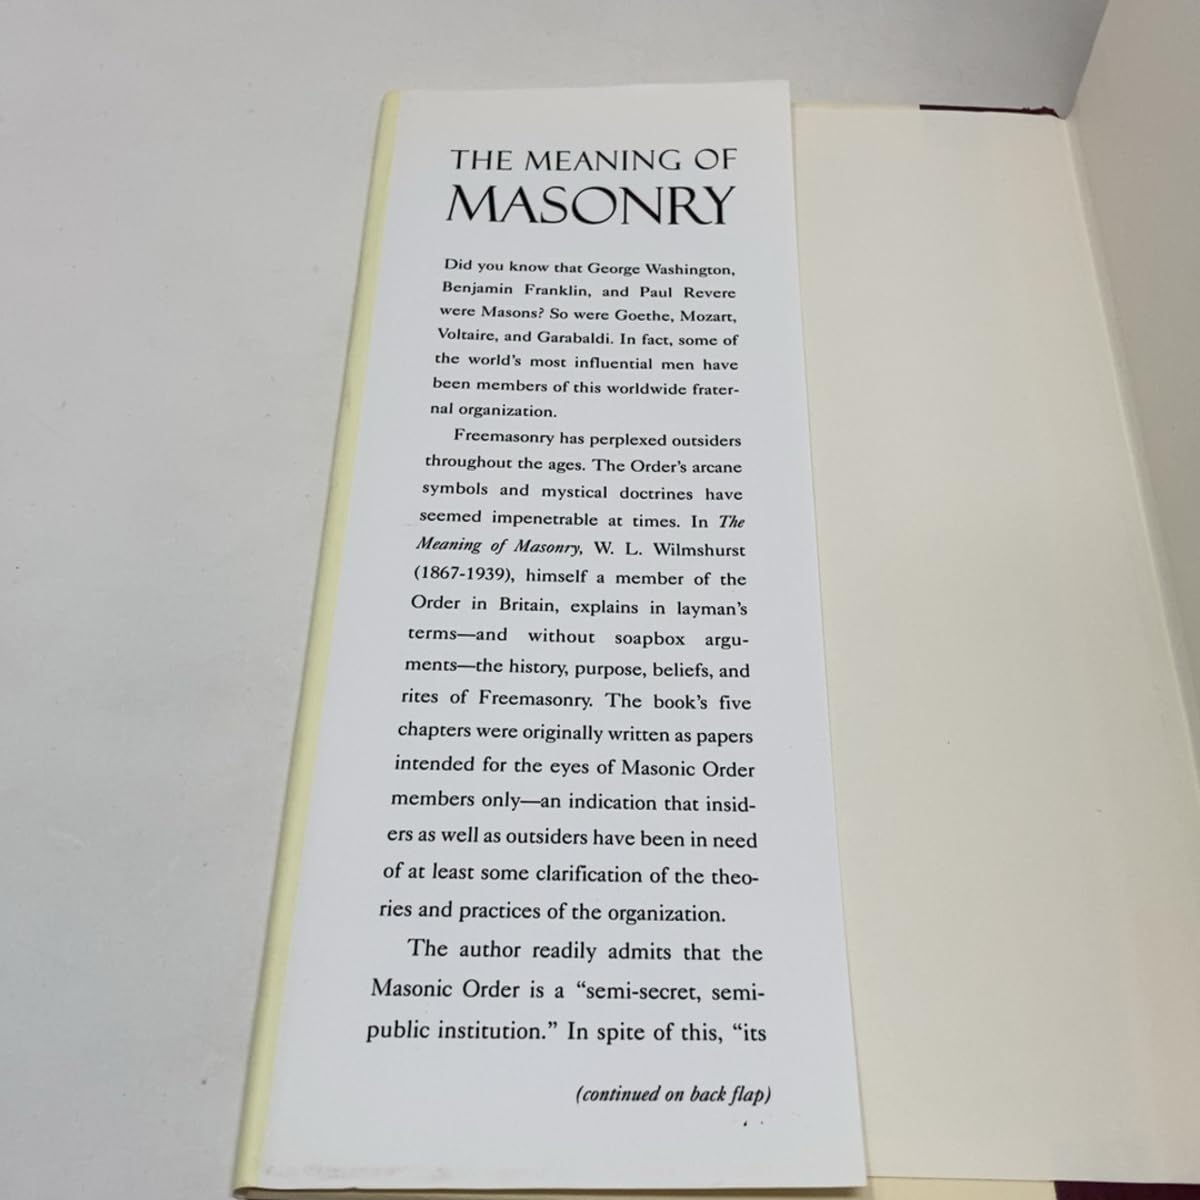 THE MEANING OF
MASONRY
Did you know that George Washington,
Benjamin Franklin, and Paul Revere
were Masons? So were Goethe, Mozart,
Voltaire, and Garabaldi. In fact, some of
the world's most influential men have
been members of this worldwide frater-
nal organization.
Freemasonry has perplexed outsiders
throughout the ages. The Order's arcane
symbols and mystical doctrines have
seemed impenetrable at times. In The
Meaning of Masonry, W. L. Wilmshurst
(1867-1939), himself a member of the
Order in Britain, explains in layman's
terms—and without soapbox argu-
ments—the history, purpose, beliefs, and
rites of Freemasonry. The book's five
chapters were originally written as papers
intended for the eyes of Masonic Order
members only—an indication that insid-
ers as well as outsiders have been in need
of at least some clarification of the theo-
ries and practices of the organization.
The author readily admits that the
Masonic Order is a “semi-secret, semi-
public institution.” In spite of this, “its
(continued on back flap)